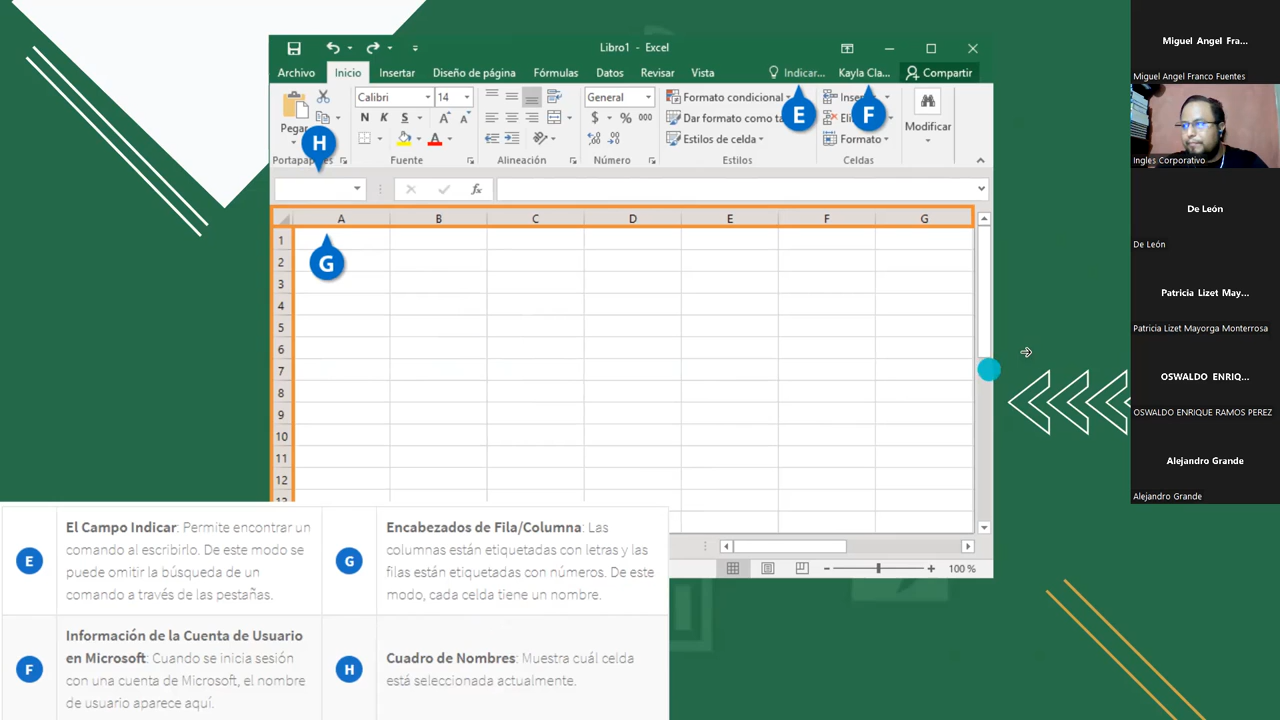 Libro1 - Excel
Archivo Inicio Insertar Diseño de página Fórmulas Datos Revisar Vista Indicar... Kayla Cla... Compartir
Calibri 14 General Formato condicional
Pegar N K S A A $ % 000 Dar formato como ta E F Modificar
H A Estilos de celda Formato
Fuente Alineación Número Estilos Celdas
fx
A B C D E F G
1
G
2
3
4
5
6
7
8
9
10
11
12
100 %
E
El Campo Indicar: Permite encontrar un
comando al escribirlo. De este modo se
puede omitir la búsqueda de un
comando a través de las pestañas.
G
Encabezados de Fila/Columna: Las
columnas están etiquetadas con letras y las
filas están etiquetadas con números. De este
modo, cada celda tiene un nombre.
F
Información de la Cuenta de Usuario
en Microsoft: Cuando se inicia sesión
con una cuenta de Microsoft, el nombre
de usuario aparece aquí.
H
Cuadro de Nombres: Muestra cuál celda
está seleccionada actualmente.
Miguel Angel Fra...
Miguel Angel Franco Fuentes
Ingles Corporativo
De León
De León
Patricia Lizet May...
Patricia Lizet Mayorga Monterrosa
OSWALDO ENRIQ...
OSWALDO ENRIQUE RAMOS PEREZ
Alejandro Grande
Alejandro Grande